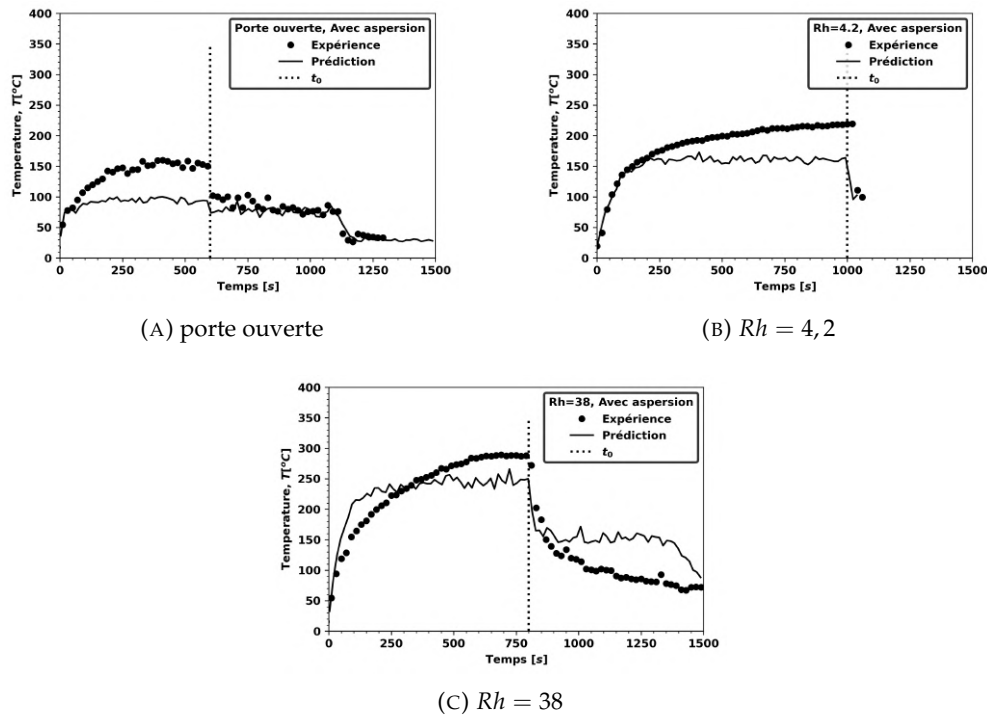 Porte ouverte, Avec aspersion
Expérience
Prédiction
t₀
Temperature, T[°C]
400
350
300
250
200
150
100
50
0
0 250 500 750 1000 1250 1500
Temps [s]
(A) porte ouverte
Rh=4.2, Avec aspersion
Expérience
Prédiction
t₀
Temperature, T[°C]
400
350
300
250
200
150
100
50
0
0 250 500 750 1000 1250 1500
Temps [s]
(B) Rh = 4,2
Rh=38, Avec aspersion
Expérience
Prédiction
t₀
Temperature, T[°C]
400
350
300
250
200
150
100
50
0
0 250 500 750 1000 1250 1500
Temps [s]
(C) Rh = 38